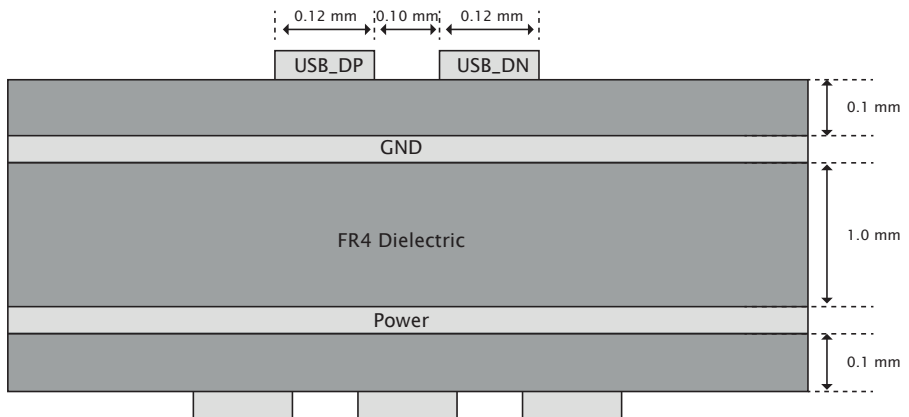 0.12 mm 0.10 mm 0.12 mm
USB_DP USB_DN
0.1 mm
GND
FR4 Dielectric
1.0 mm
Power
0.1 mm